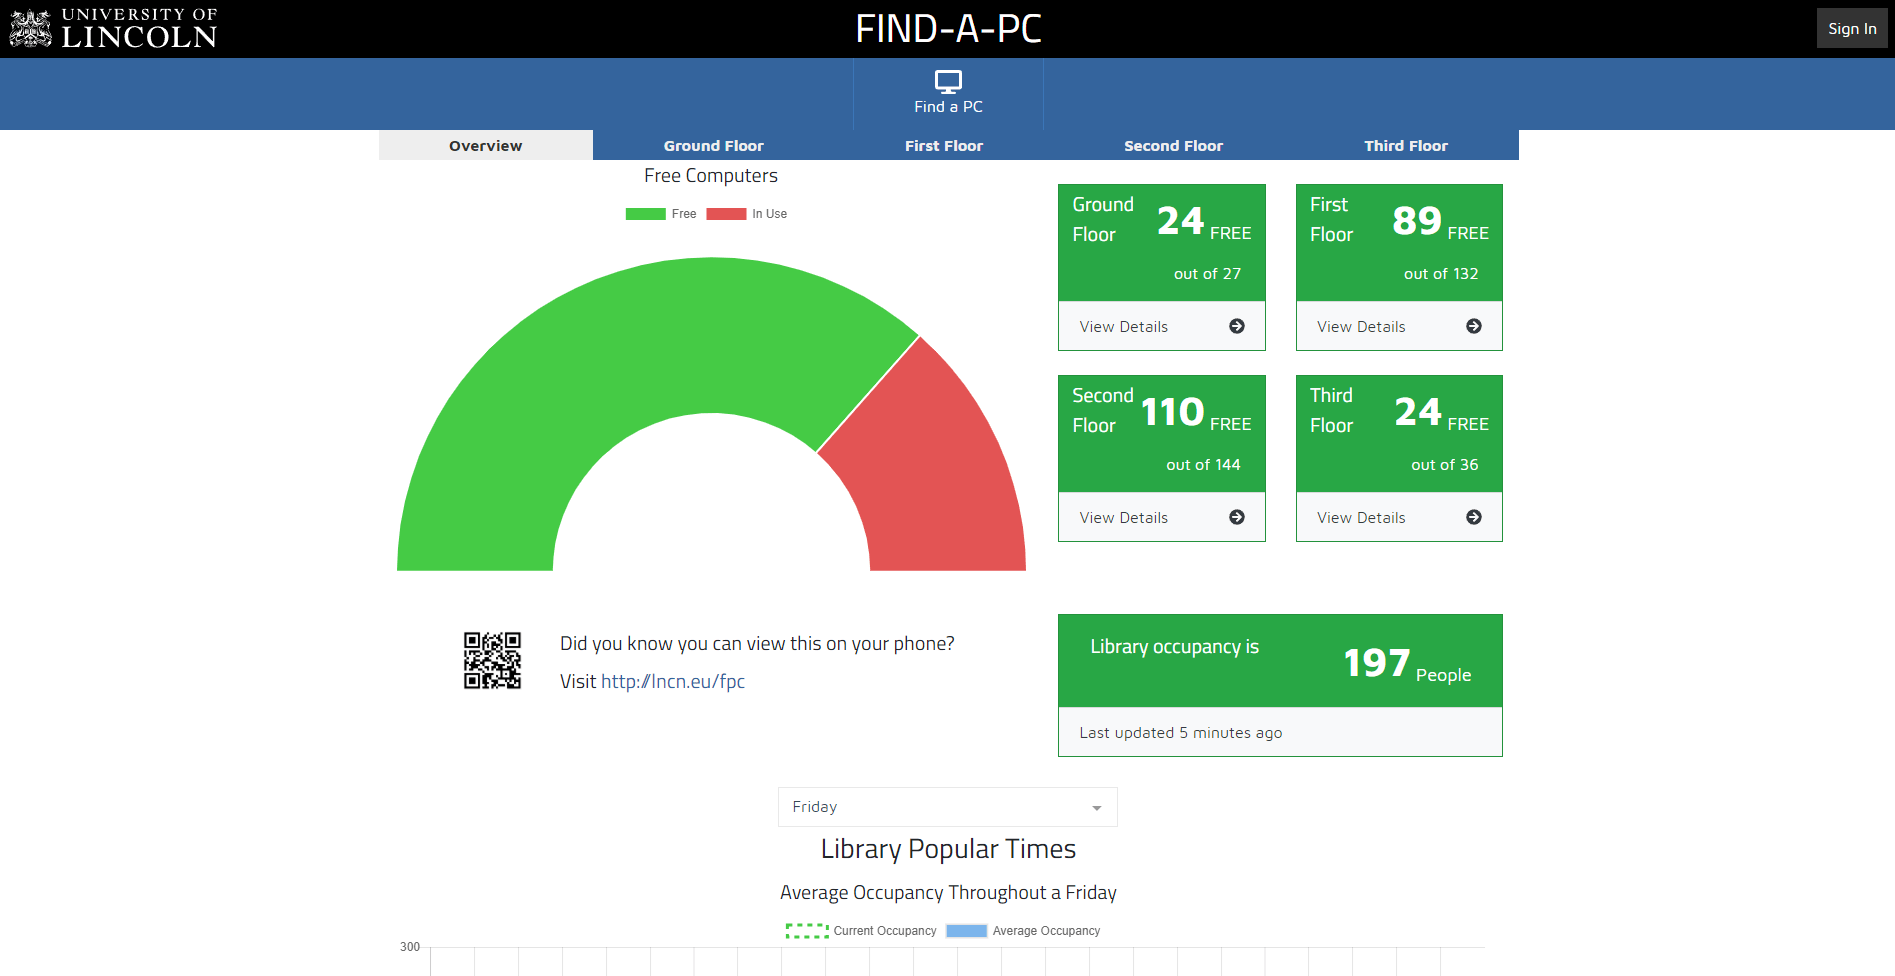 UNIVERSITY OF
LINCOLN
FIND-A-PC
Sign In
Find a PC
Overview
Ground Floor
First Floor
Second Floor
Third Floor
Free Computers
Free
In Use
Ground
Floor
24 FREE
out of 27
View Details
First
Floor
89 FREE
out of 132
View Details
Second
Floor
110 FREE
out of 144
View Details
Third
Floor
24 FREE
out of 36
View Details
Did you know you can view this on your phone?
Visit http://lncn.eu/fpc
Library occupancy is
197 People
Last updated 5 minutes ago
Friday
Library Popular Times
Average Occupancy Throughout a Friday
Current Occupancy
Average Occupancy
300